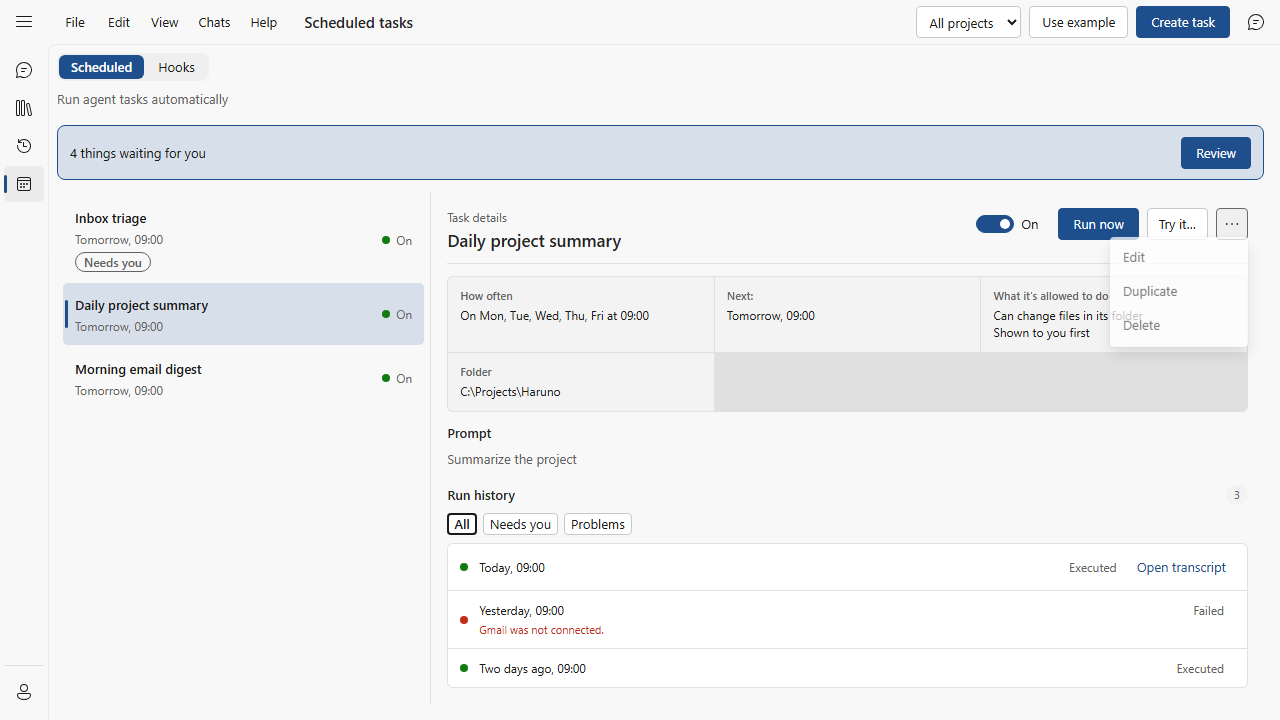 File Edit View Chats Help Scheduled tasks All projects Use example Create task
Scheduled Hooks
Run agent tasks automatically
4 things waiting for you Review
Inbox triage
Tomorrow, 09:00 On
Needs you
Daily project summary
Tomorrow, 09:00 On
Morning email digest
Tomorrow, 09:00 On
Task details
Daily project summary
On Run now Try it... ...
Edit
Duplicate
Delete
How often
On Mon, Tue, Wed, Thu, Fri at 09:00
Next:
Tomorrow, 09:00
What it's allowed to do
Can change files in its folder
Shown to you first
Folder
C:\Projects\Haruno
Prompt
Summarize the project
Run history 3
All Needs you Problems
Today, 09:00 Executed Open transcript
Yesterday, 09:00 Failed
Gmail was not connected.
Two days ago, 09:00 Executed